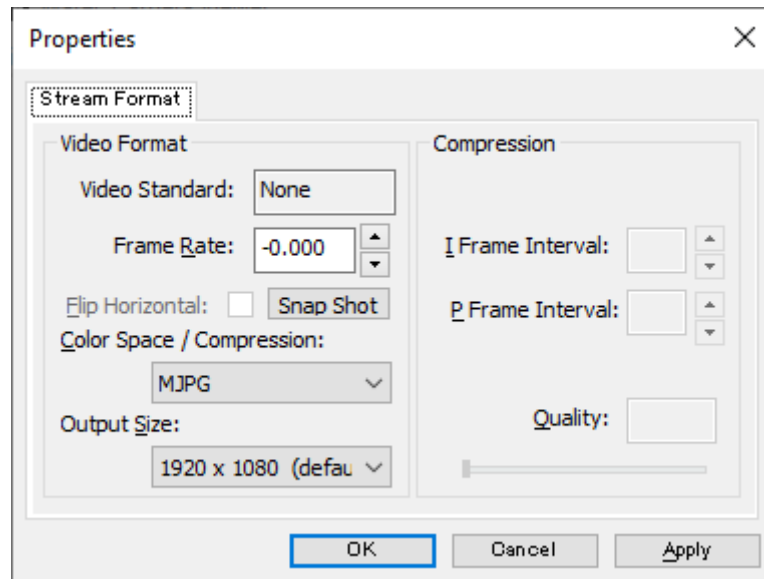 Properties
Stream Format
Video Format
Video Standard: None
Frame Rate: -0.000
Flip Horizontal: Snap Shot
Color Space / Compression:
MJPG
Output Size:
1920 x 1080 (defau
Compression
I Frame Interval:
P Frame Interval:
Quality:
OK Cancel Apply